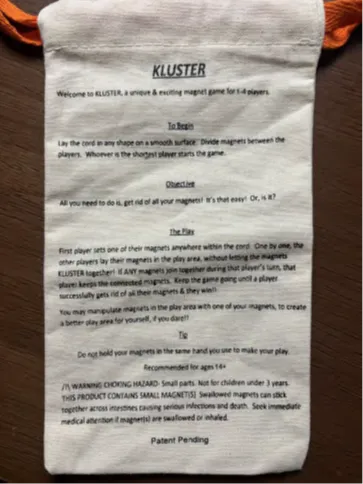 KLUSTER
Welcome to KLUSTER, a unique & exciting magnet game for 1-4 players.
To Begin
Lay the cord in any shape on a smooth surface. Divide magnets between the
players. Whoever is the shortest player starts the game.
Objective
All you need to do is, get rid of all your magnets! It's that easy! Or, is it?
The Play
First player sets one of their magnets anywhere within the cord. One by one, the
other players lay their magnets in the play area, without letting the magnets
KLUSTER together! If ANY magnets join together during that player's turn, that
player keeps the connected magnets. Keep the game going until a player
successfully gets rid of all their magnets & they win!!
You may manipulate magnets in the play area with one of your magnets, to create
a better play area for yourself, if you dare!!
Tip
Do not hold your magnets in the same hand you use to make your play.
Recommended for ages 14+
/!\ WARNING CHOKING HAZARD- Small parts. Not for children under 3 years.
THIS PRODUCT CONTAINS SMALL MAGNET(S). Swallowed magnets can stick
together across intestines causing serious infections and death. Seek immediate
medical attention if magnet(s) are swallowed or inhaled.
Patent Pending